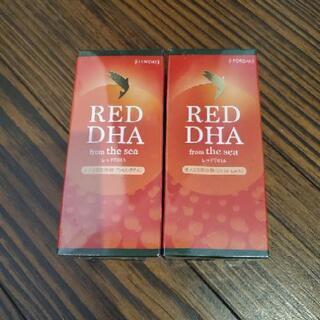 FORDAYS
RED
DHA
from the sea
レッドDHA
FORDAYS
RED
DHA
from the sea
レッドDHA